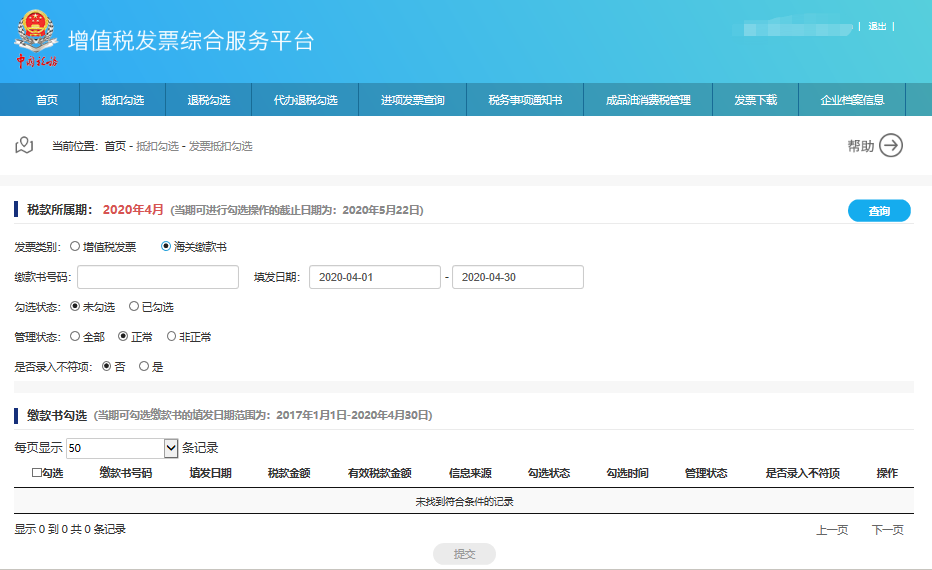 中国税务
增值税发票综合服务平台
| 退出 |
首页 抵扣勾选 退税勾选 代办退税勾选 进项发票查询 税务事项通知书 成品油消费税管理 发票下载 企业档案信息
当前位置: 首页 - 抵扣勾选 - 发票抵扣勾选 帮助
税款所属期: 2020年4月 (当期可进行勾选操作的截止日期为: 2020年5月22日) 查询
发票类别: 增值税发票 海关缴款书
缴款书号码: 填发日期: 2020-04-01 - 2020-04-30
勾选状态: 未勾选 已勾选
管理状态: 全部 正常 非正常
是否录入不符项: 否 是
缴款书勾选 (当期可勾选缴款书的填发日期范围为: 2017年1月1日-2020年4月30日)
每页显示 50 条记录
勾选 缴款书号码 填发日期 税款金额 有效税款金额 信息来源 勾选状态 勾选时间 管理状态 是否录入不符项 操作
未找到符合条件的记录
显示 0 到 0 共 0 条记录 上一页 下一页
提交